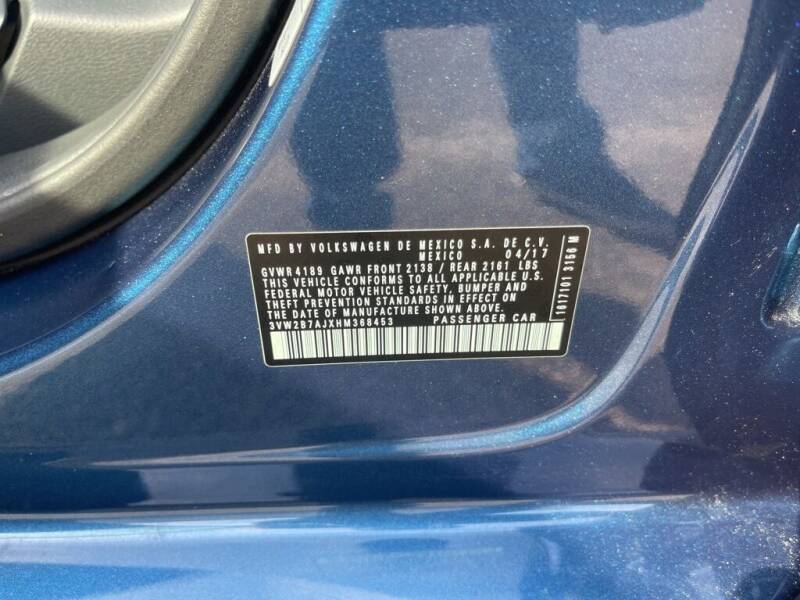 MFD BY VOLKSWAGEN DE MEXICO S.A. DE C.V.
MEXICO 04/17
GVWR 4189 GAWR FRONT 2138 / REAR 2161 LBS
THIS VEHICLE CONFORMS TO ALL APPLICABLE U.S.
FEDERAL MOTOR VEHICLE SAFETY, BUMPER AND
THEFT PREVENTION STANDARDS IN EFFECT ON
THE DATE OF MANUFACTURE SHOWN ABOVE.
3VW2B7AJXHM368453 PASSENGER CAR
11017101 3156 M